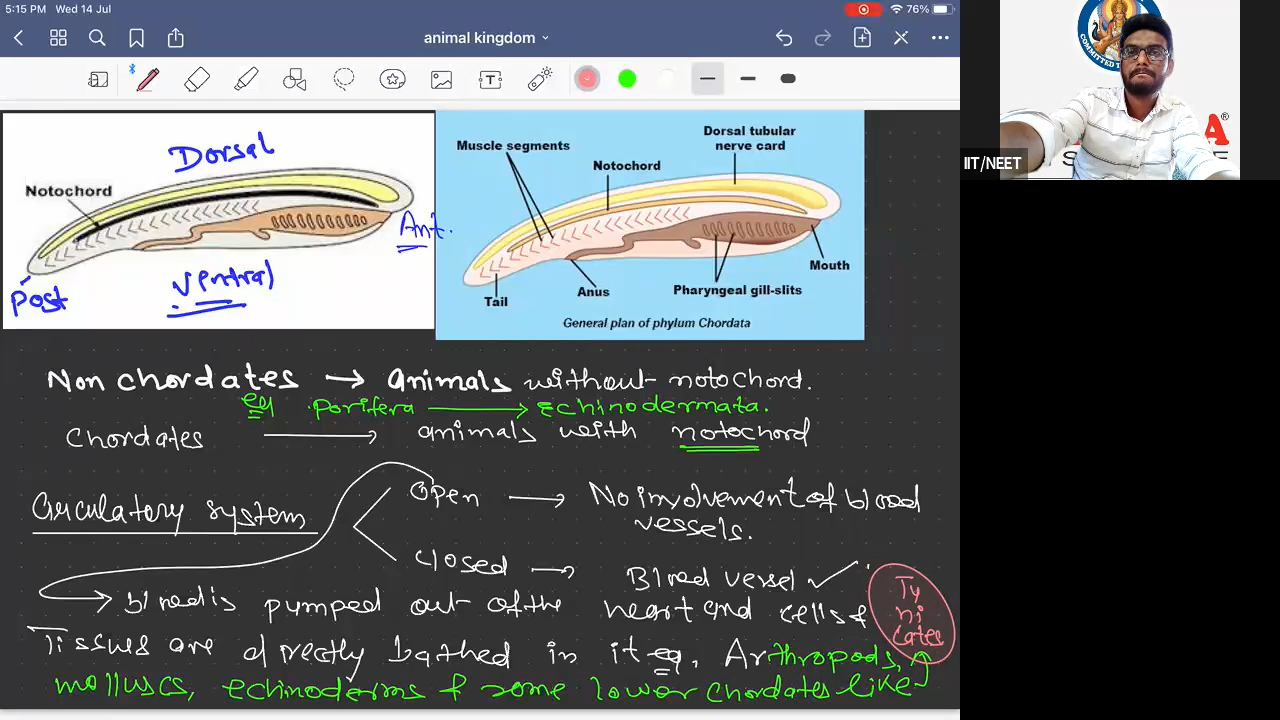 5:15 PM Wed 14 Jul
76%
animal kingdom
Dorsal
Notochord
Ant.
Ventral
Post
Muscle segments
Dorsal tubular
nerve card
Notochord
Mouth
Anus
Tail
Pharyngeal gill-slits
General plan of phylum Chordata
Non chordates → animals without notochord.
eg porifera → Echinodermata.
Chordates → animals with notochord
Circulatory system
Open → No involvement of blood
vessels.
Closed → Blood vessel ✓
→ blood is pumped out of the heart and cells &
Tissues are directly bathed in it eg. Arthropods,
molluscs, echinoderms & some lower chordates like
Tu
ni
cates
IIT/NEET